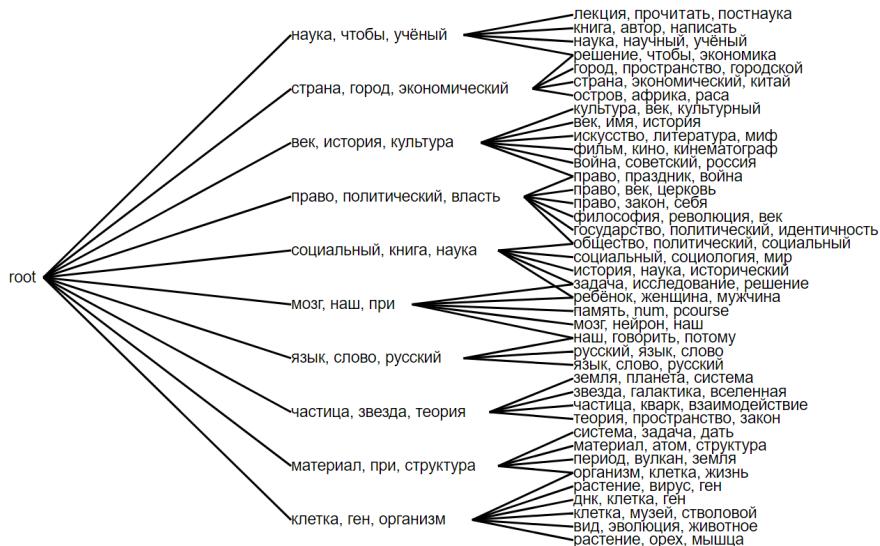 root
наука, чтобы, учёный
страна, город, экономический
век, история, культура
право, политический, власть
социальный, книга, наука
мозг, наш, при
язык, слово, русский
частица, звезда, теория
материал, при, структура
клетка, ген, организм
лекция, прочитать, постнаука
книга, автор, написать
наука, научный, учёный
решение, чтобы, экономика
город, пространство, городской
страна, экономический, китай
остров, африка, раса
культура, век, культурный
век, имя, история
искусство, литература, миф
фильм, кино, кинематограф
война, советский, россия
право, праздник, война
право, век, церковь
право, закон, себя
философия, революция, век
государство, политический, идентичность
общество, политический, социальный
социальный, социология, мир
история, наука, исторический
задача, исследование, решение
ребёнок, женщина, мужчина
память, num, pcourse
мозг, нейрон, наш
наш, говорить, потому
русский, язык, слово
язык, слово, русский
земля, планета, система
звезда, галактика, вселенная
частица, кварк, взаимодействие
теория, пространство, закон
система, задача, дать
материал, атом, структура
период, вулкан, земля
организм, клетка, жизнь
растение, вирус, ген
днк, клетка, ген
клетка, музей, стволовой
вид, эволюция, животное
растение, орех, мышца